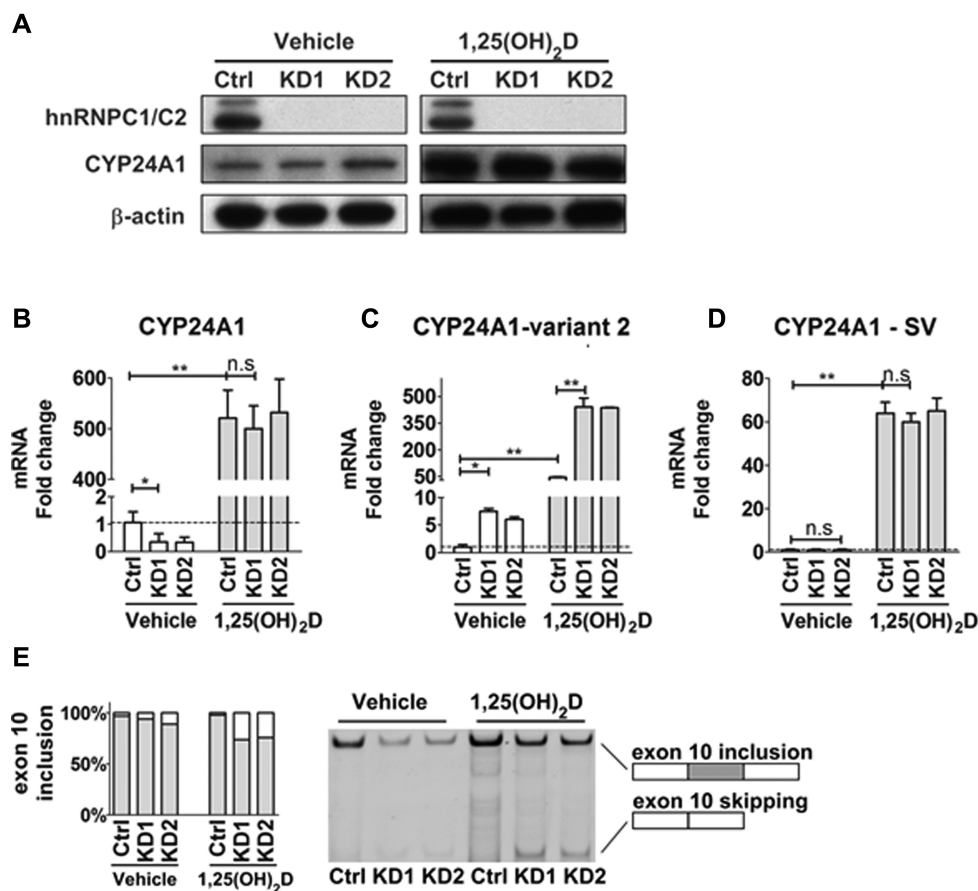 A
Vehicle 1,25(OH)2D
Ctrl KD1 KD2 Ctrl KD1 KD2
hnRNPC1/C2
CYP24A1
β-actin
B
CYP24A1
mRNA
Fold change
600
500
400
2
1
0
**
n.s
*
Ctrl KD1 KD2 Ctrl KD1 KD2
Vehicle 1,25(OH)2D
C
CYP24A1-variant 2
mRNA
Fold change
500
450
250
50
10
5
0
**
**
*
Ctrl KD1 KD2 Ctrl KD1 KD2
Vehicle 1,25(OH)2D
D
CYP24A1 - SV
mRNA
Fold change
80
60
40
20
0
**
n.s
n.s
Ctrl KD1 KD2 Ctrl KD1 KD2
Vehicle 1,25(OH)2D
E
exon 10
inclusion
100%
50%
0%
Ctrl KD1 KD2 Ctrl KD1 KD2
Vehicle 1,25(OH)2D
Vehicle 1,25(OH)2D
Ctrl KD1 KD2 Ctrl KD1 KD2
exon 10 inclusion
exon 10 skipping